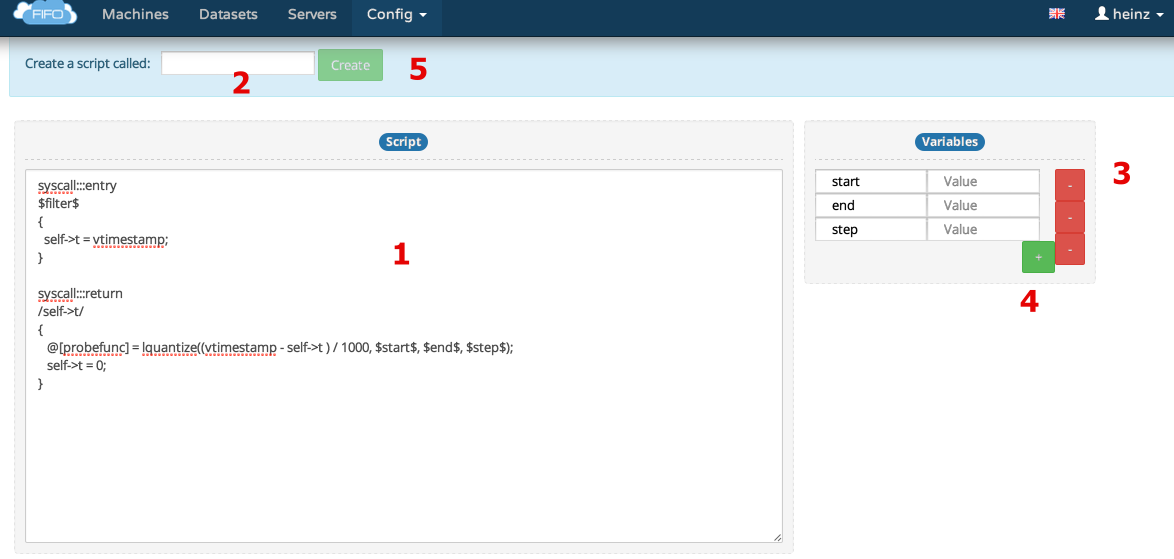 FIFO Machines Datasets Servers Config heinz
Create a script called: Create 5
2
Script
syscall:::entry
$filter$
{
  self->t = vtimestamp;
}
syscall:::return
/self->t/
{
   @[probefunc] = lquantize((vtimestamp - self->t ) / 1000, $start$, $end$, $step$);
   self->t = 0;
}
1
Variables
start Value -
end Value -
step Value -
+
3
4